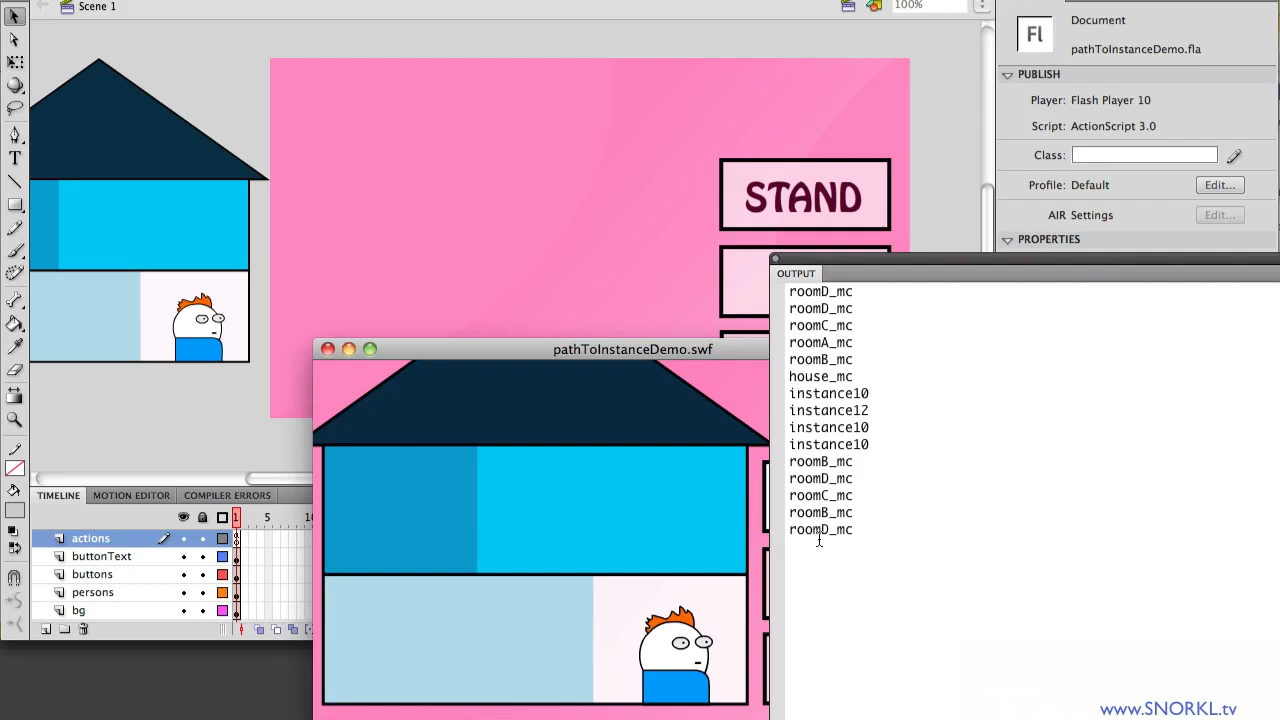 Scene 1
100%
Fl
Document
pathToInstanceDemo.fla
PUBLISH
Player: Flash Player 10
Script: ActionScript 3.0
Class:
Profile: Default
Edit...
AIR Settings
Edit...
PROPERTIES
STAND
OUTPUT
roomD_mc
roomD_mc
roomC_mc
roomA_mc
roomB_mc
house_mc
instance10
instance12
instance10
instance10
roomB_mc
roomD_mc
roomC_mc
roomB_mc
roomD_mc
pathToInstanceDemo.swf
T
TIMELINE
MOTION EDITOR
COMPILER ERRORS
1 5 10
actions
buttonText
buttons
persons
bg
www.SNORKL.tv